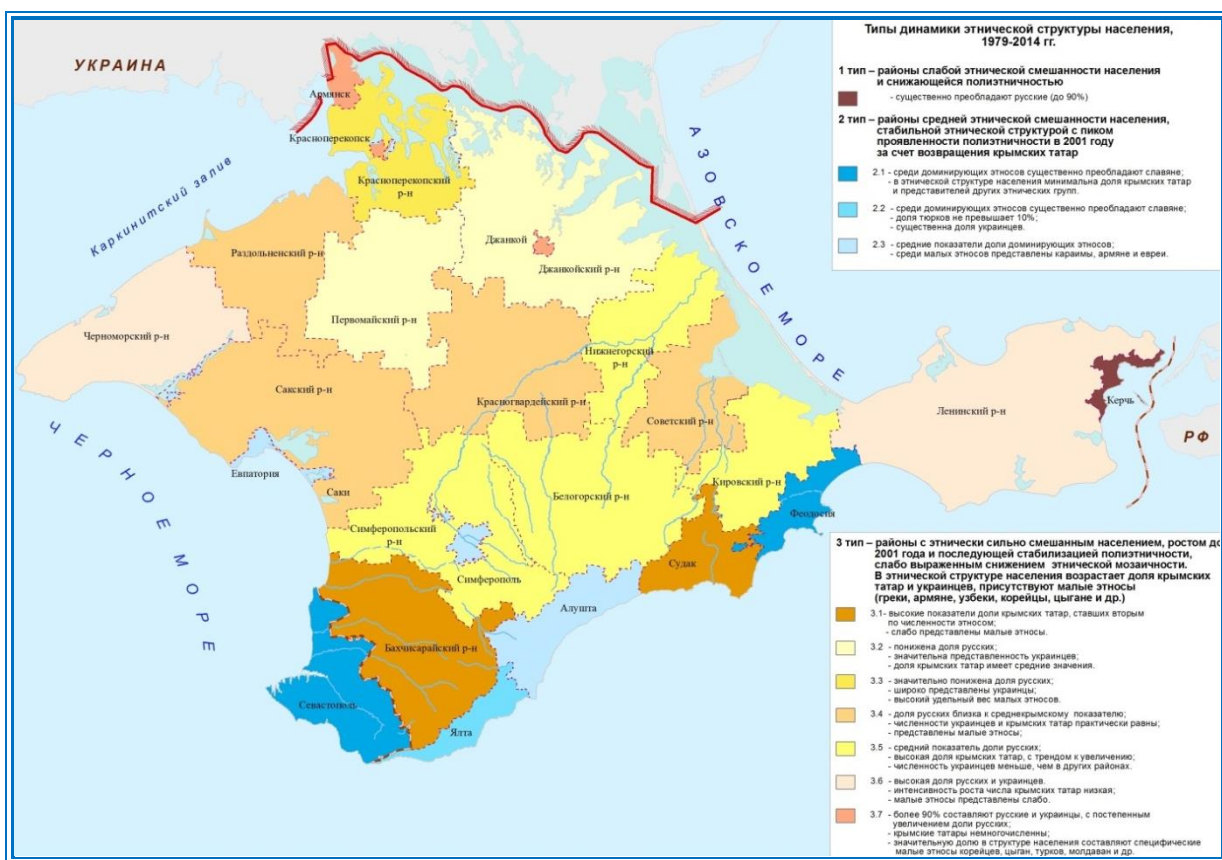 УКРАИНА
Каркинитский залив
АЗОВСКОЕ МОРЕ
ЧЕРНОЕ МОРЕ
РФ
Армянск
Красноперекопск
Красноперекопский
р-н
Джанкой
Джанкойский р-н
Раздольненский р-н
Первомайский р-н
Черноморский р-н
Нижнегорский
р-н
Сакский р-н
Красногвардейский р-н
Советский р-н
Ленинский р-н
Керчь
Евпатория
Саки
Белогорский р-н
Кировский р-н
Феодосия
Симферопольский
р-н
Симферополь
Судак
Алушта
Бахчисарайский р-н
Севастополь
Ялта
Типы динамики этнической структуры населения,
1979-2014 гг.
1 тип – районы слабой этнической смешанности населения
и снижающейся полиэтничностью
- существенно преобладают русские (до 90%)
2 тип – районы средней этнической смешанности населения,
стабильной этнической структурой с пиком
проявленности полиэтничности в 2001 году
за счет возвращения крымских татар
2.1 - среди доминирующих этносов существенно преобладают славяне;
- в этнической структуре населения минимальна доля крымских татар
и представителей других этнических групп.
2.2 - среди доминирующих этносов существенно преобладают славяне;
- доля тюрков не превышает 10%;
- существенна доля украинцев.
2.3 - средние показатели доли доминирующих этносов;
- среди малых этносов представлены караимы, армяне и евреи.
3 тип – районы с этнически сильно смешанным населением, ростом до
2001 года и последующей стабилизацией полиэтничности,
слабо выраженным снижением этнической мозаичности.
В этнической структуре населения возрастает доля крымских
татар и украинцев, присутствуют малые этносы
(греки, армяне, узбеки, корейцы, цыгане и др.)
3.1- высокие показатели доли крымских татар, ставших вторым
по численности этносом;
- слабо представлены малые этносы.
3.2 - понижена доля русских;
- значительна представленность украинцев;
- доля крымских татар имеет средние значения.
3.3 - значительно понижена доля русских;
- широко представлены украинцы;
- высокий удельный вес малых этносов.
3.4 - доля русских близка к среднекрымскому показателю;
- численности украинцев и крымских татар практически равны;
- представлены малые этносы;
3.5 - средний показатель доли русских;
- высокая доля крымских татар, с трендом к увеличению;
- численность украинцев меньше, чем в других районах.
3.6 - высокая доля русских и украинцев.
- интенсивность роста числа крымских татар низкая;
- малые этносы представлены слабо.
3.7 - более 90% составляют русские и украинцы, с постепенным
увеличением доли русских;
- крымские татары немногочисленны;
- значительную долю в структуре населения составляют специфические
малые этносы корейцев, цыган, турков, молдаван и др.